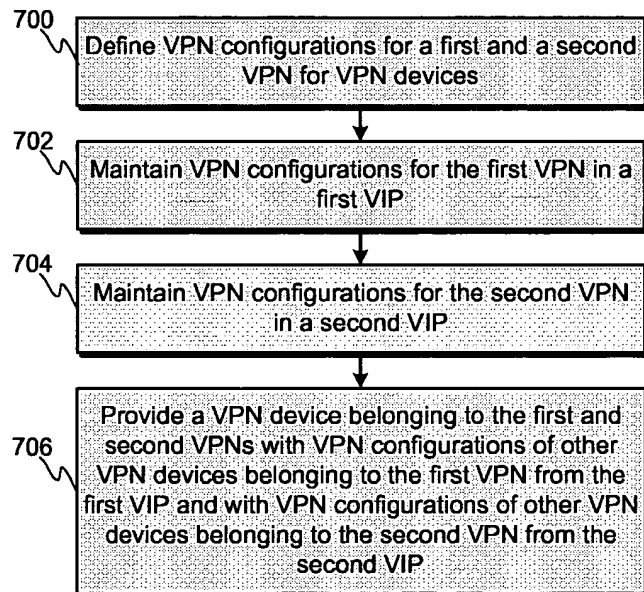 700
Define VPN configurations for a first and a second
VPN for VPN devices
702
Maintain VPN configurations for the first VPN in a
first VIP
704
Maintain VPN configurations for the second VPN
in a second VIP
706
Provide a VPN device belonging to the first and
second VPNs with VPN configurations of other
VPN devices belonging to the first VPN from the
first VIP and with VPN configurations of other VPN
devices belonging to the second VPN from the
second VIP